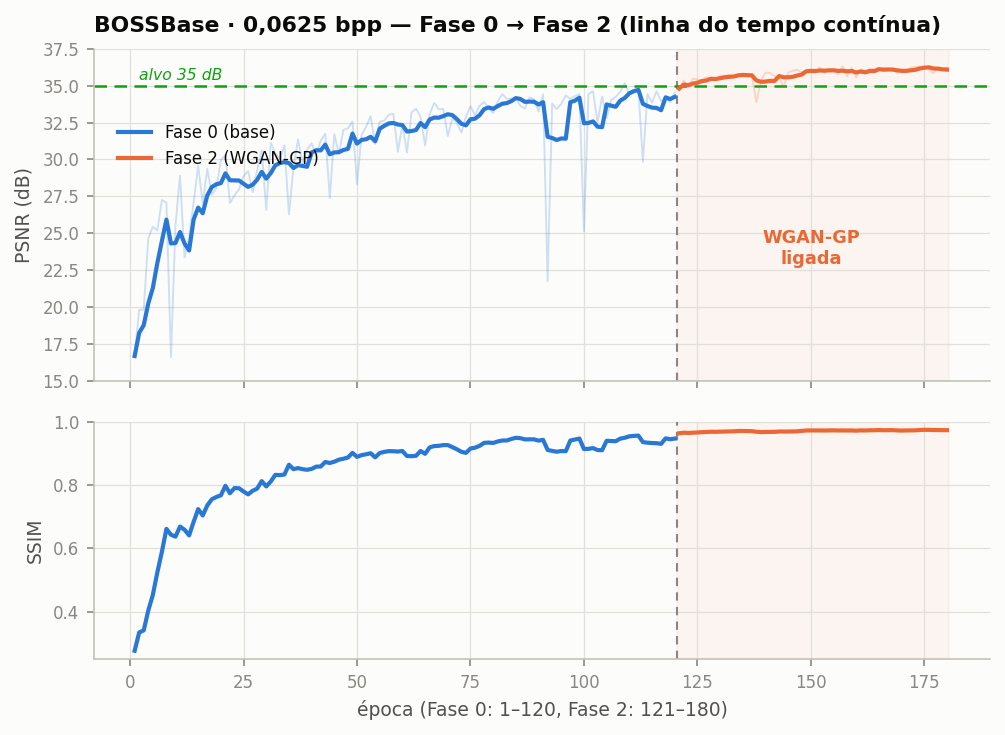 BOSSBase · 0,0625 bpp — Fase 0 → Fase 2 (linha do tempo contínua)
37.5
35.0
32.5
30.0
27.5
25.0
22.5
20.0
17.5
15.0
PSNR (dB)
alvo 35 dB
Fase 0 (base)
Fase 2 (WGAN-GP)
WGAN-GP
ligada
1.0
0.8
0.6
0.4
SSIM
0
25
50
75
100
125
150
175
época (Fase 0: 1–120, Fase 2: 121–180)